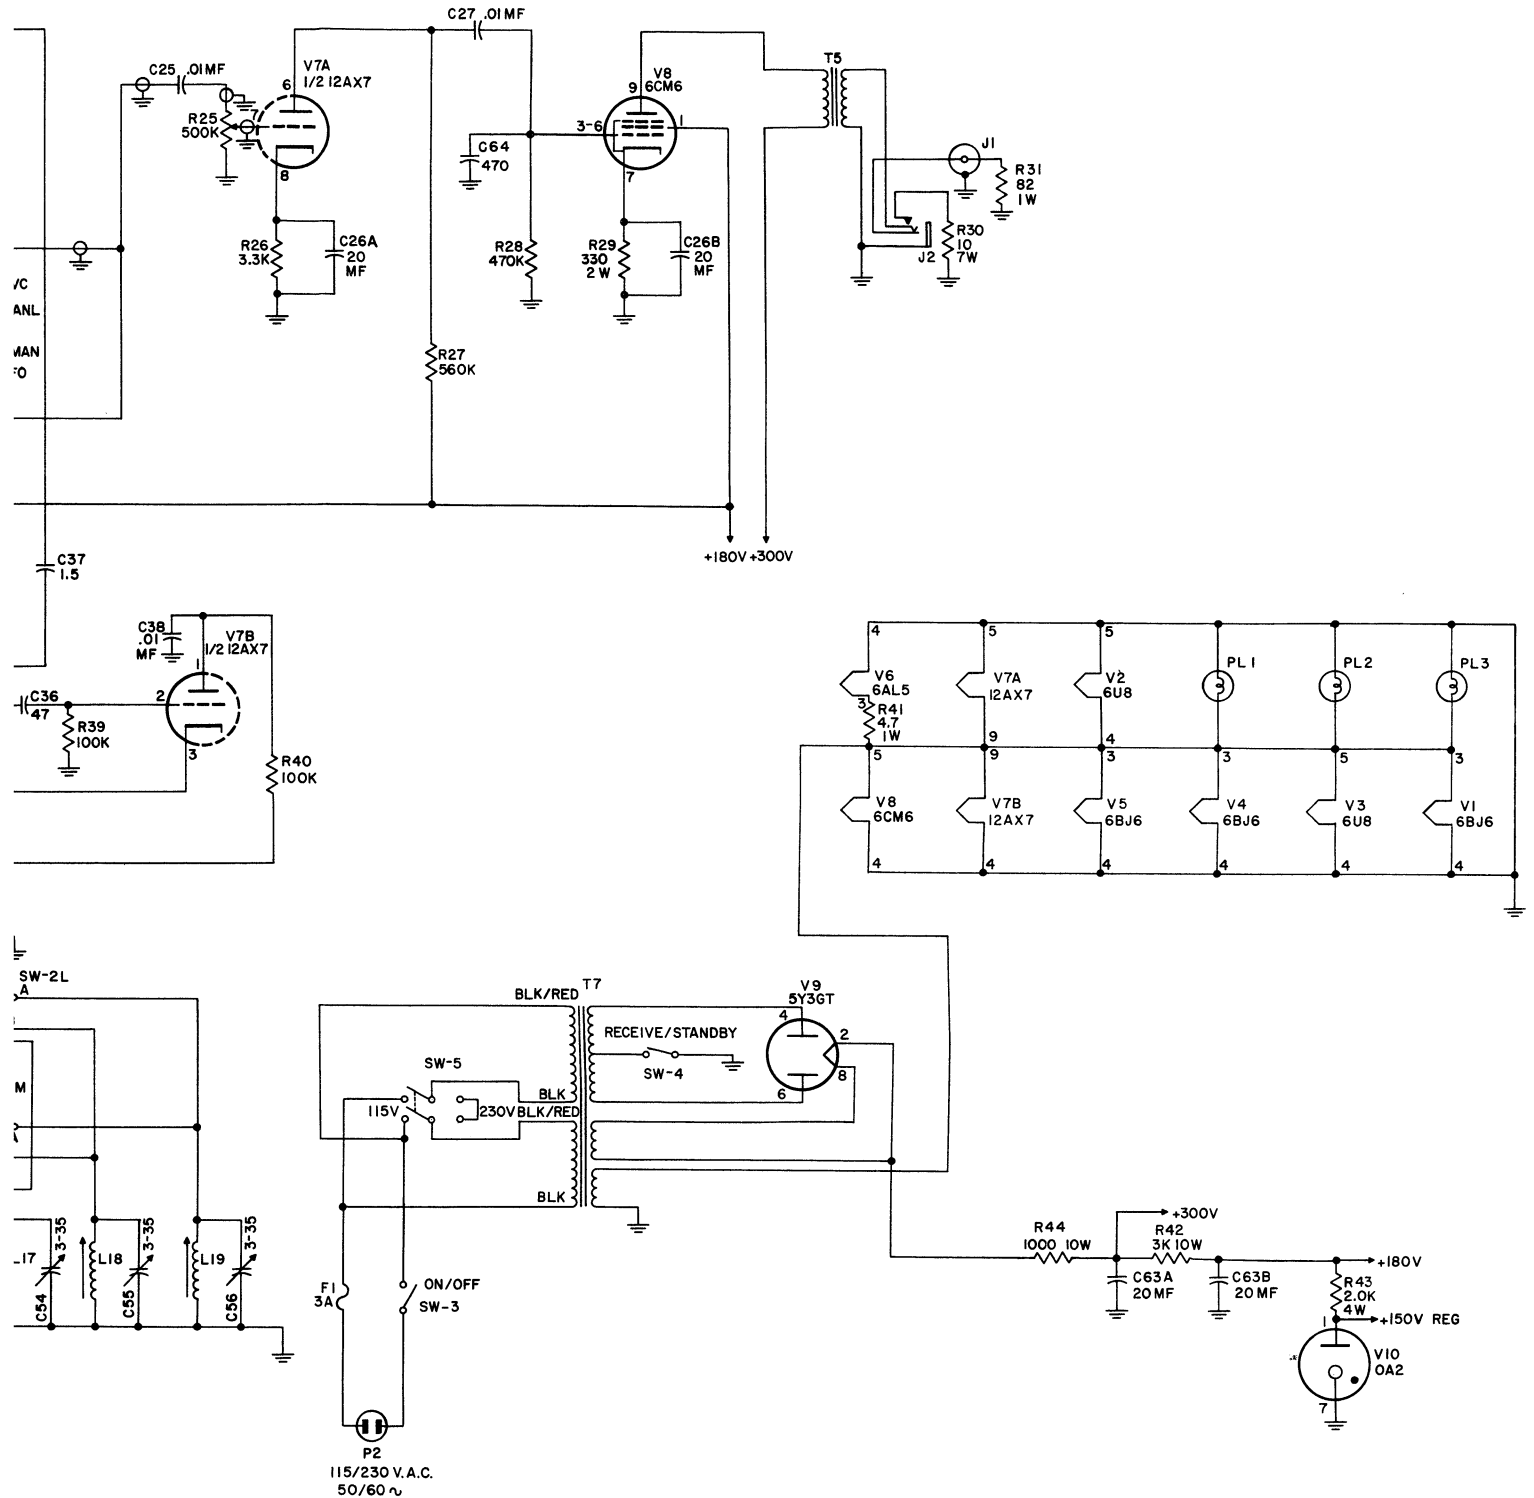 C27 .01MF
C25 .01MF
V7A
1/2 12AX7
6
7
8
R25
500K
R26
3.3K
C26A
20
MF
V8
6CM6
9
3-6
1
7
C64
470
R28
470K
R29
330
2W
C26B
20
MF
T5
J1
R31
82
1W
R30
10
7W
J2
VC
ANL
MAN
FO
R27
560K
+180V +300V
C37
1.5
C38
.01
MF
V7B
1/2 12AX7
1
2
3
C36
47
R39
100K
R40
100K
4
5
5
V6
6AL5
3
R41
4.7
1W
V7A
12AX7
V2
6U8
PL1
PL2
PL3
9
4
5
9
3
3
5
3
V8
6CM6
V7B
12AX7
V5
6BJ6
V4
6BJ6
V3
6U8
V1
6BJ6
4
4
4
4
4
4
SW-2L
A
M
A
T7
BLK/RED
V9
5Y3GT
4
2
8
6
RECEIVE/STANDBY
SW-4
SW-5
BLK
115V
230V BLK/RED
BLK
L17
3-35
C54
L18
3-35
C55
L19
3-35
C56
F1
3A
ON/OFF
SW-3
P2
115/230 V.A.C.
50/60 ~
R44
1000 10W
+300V
R42
3K 10W
C63A
20MF
C63B
20MF
+180V
R43
2.0K
4W
+150V REG
1
V10
OA2
7